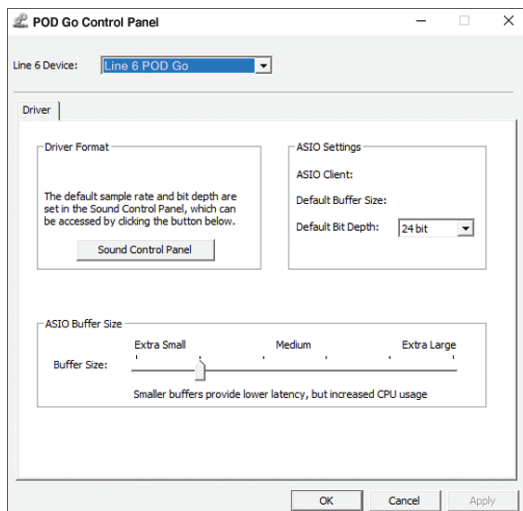 POD Go Control Panel
Line 6 Device: Line 6 POD Go
Driver
Driver Format
The default sample rate and bit depth are
set in the Sound Control Panel, which can
be accessed by clicking the button below.
Sound Control Panel
ASIO Settings
ASIO Client:
Default Buffer Size:
Default Bit Depth: 24 bit
ASIO Buffer Size
Extra Small Medium Extra Large
Buffer Size:
Smaller buffers provide lower latency, but increased CPU usage
OK Cancel Apply